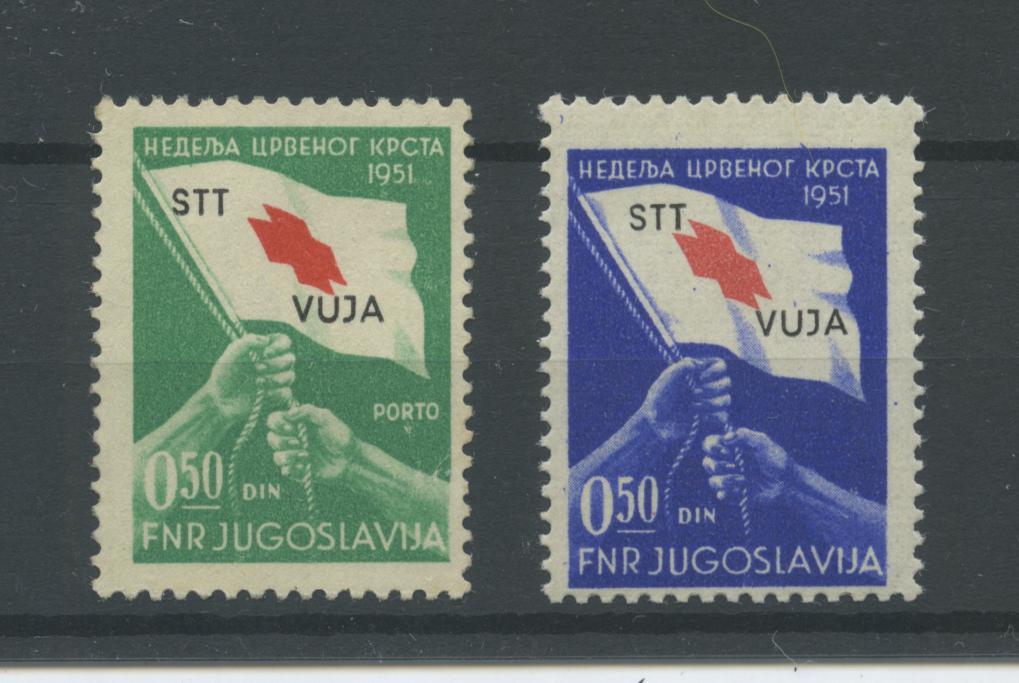 НЕДЕЉА ЦРВЕНОГ КРСТА
1951
STT
VUJA
PORTO
0.50 DIN
FNR JUGOSLAVIJA
НЕДЕЉА ЦРВЕНОГ КРСТА
1951
STT
VUJA
0.50 DIN
FNR JUGOSLAVIJA